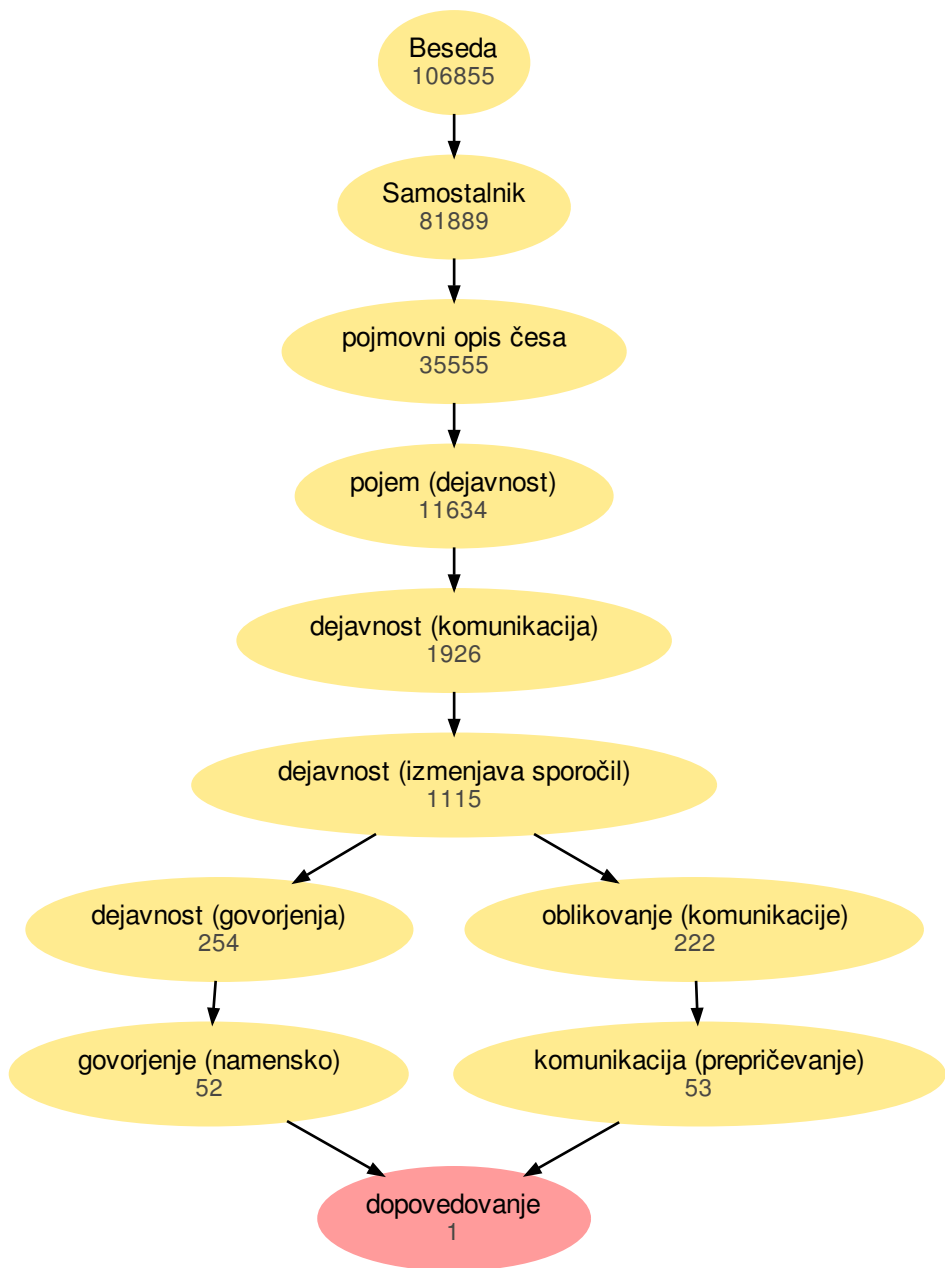 Beseda
106855
Samostalnik
81889
pojmovni opis česa
35555
pojem (dejavnost)
11634
dejavnost (komunikacija)
1926
dejavnost (izmenjava sporočil)
1115
dejavnost (govorjenja)
254
oblikovanje (komunikacije)
222
govorjenje (namensko)
52
komunikacija (prepričevanje)
53
dopovedovanje
1